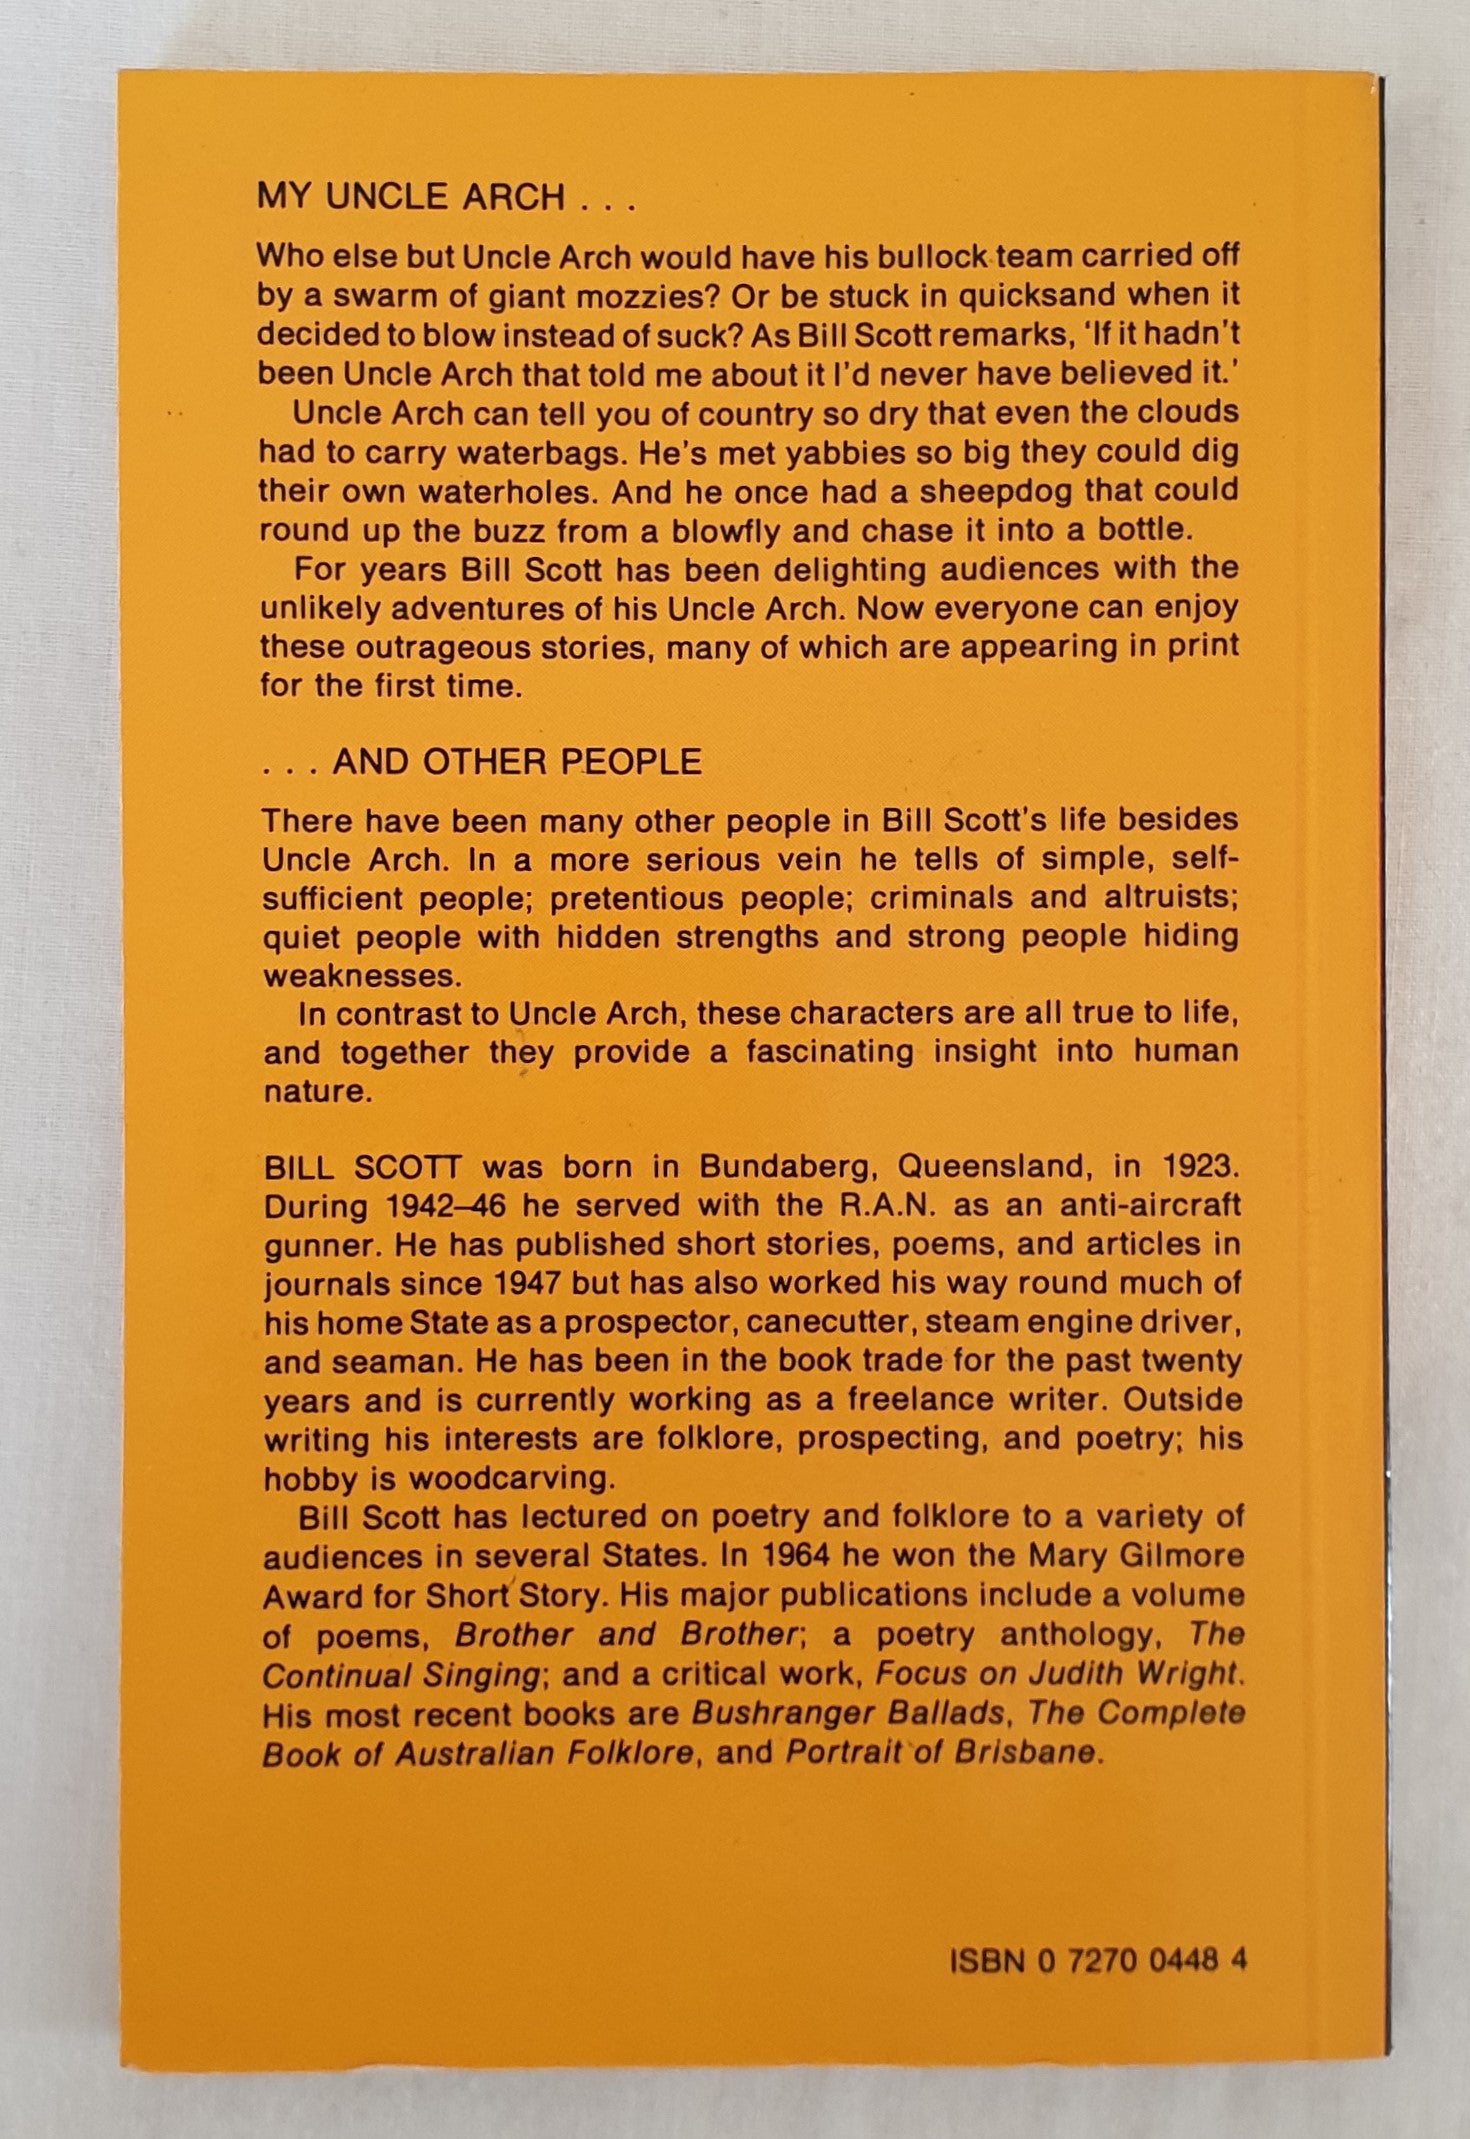 MY UNCLE ARCH . . .
Who else but Uncle Arch would have his bullock team carried off
by a swarm of giant mozzies? Or be stuck in quicksand when it
decided to blow instead of suck? As Bill Scott remarks, 'If it hadn't
been Uncle Arch that told me about it I'd never have believed it.'
Uncle Arch can tell you of country so dry that even the clouds
had to carry waterbags. He's met yabbies so big they could dig
their own waterholes. And he once had a sheepdog that could
round up the buzz from a blowfly and chase it into a bottle.
For years Bill Scott has been delighting audiences with the
unlikely adventures of his Uncle Arch. Now everyone can enjoy
these outrageous stories, many of which are appearing in print
for the first time.
. . . AND OTHER PEOPLE
There have been many other people in Bill Scott's life besides
Uncle Arch. In a more serious vein he tells of simple, self-
sufficient people; pretentious people; criminals and altruists;
quiet people with hidden strengths and strong people hiding
weaknesses.
In contrast to Uncle Arch, these characters are all true to life,
and together they provide a fascinating insight into human
nature.
BILL SCOTT was born in Bundaberg, Queensland, in 1923.
During 1942–46 he served with the R.A.N. as an anti-aircraft
gunner. He has published short stories, poems, and articles in
journals since 1947 but has also worked his way round much of
his home State as a prospector, canecutter, steam engine driver,
and seaman. He has been in the book trade for the past twenty
years and is currently working as a freelance writer. Outside
writing his interests are folklore, prospecting, and poetry; his
hobby is woodcarving.
Bill Scott has lectured on poetry and folklore to a variety of
audiences in several States. In 1964 he won the Mary Gilmore
Award for Short Story. His major publications include a volume
of poems, Brother and Brother; a poetry anthology, The
Continual Singing; and a critical work, Focus on Judith Wright.
His most recent books are Bushranger Ballads, The Complete
Book of Australian Folklore, and Portrait of Brisbane.
ISBN 0 7270 0448 4